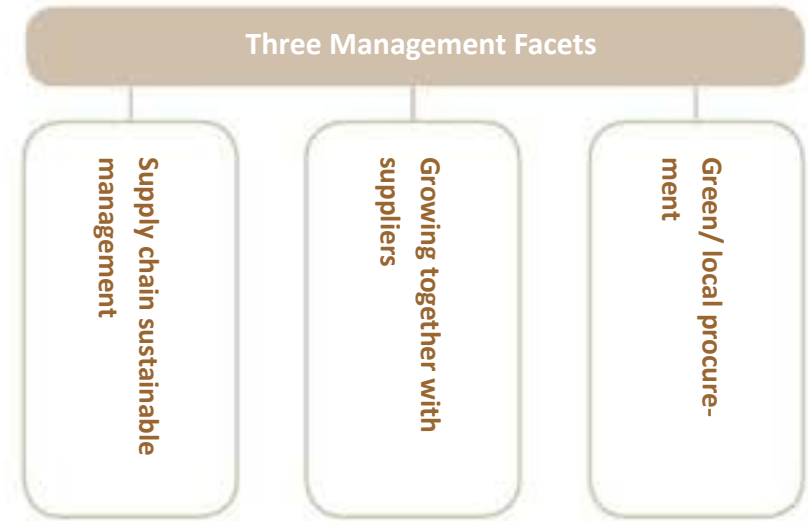 Three Management Facets
Supply chain sustainable
management
Growing together with
suppliers
Green/ local procure-
ment